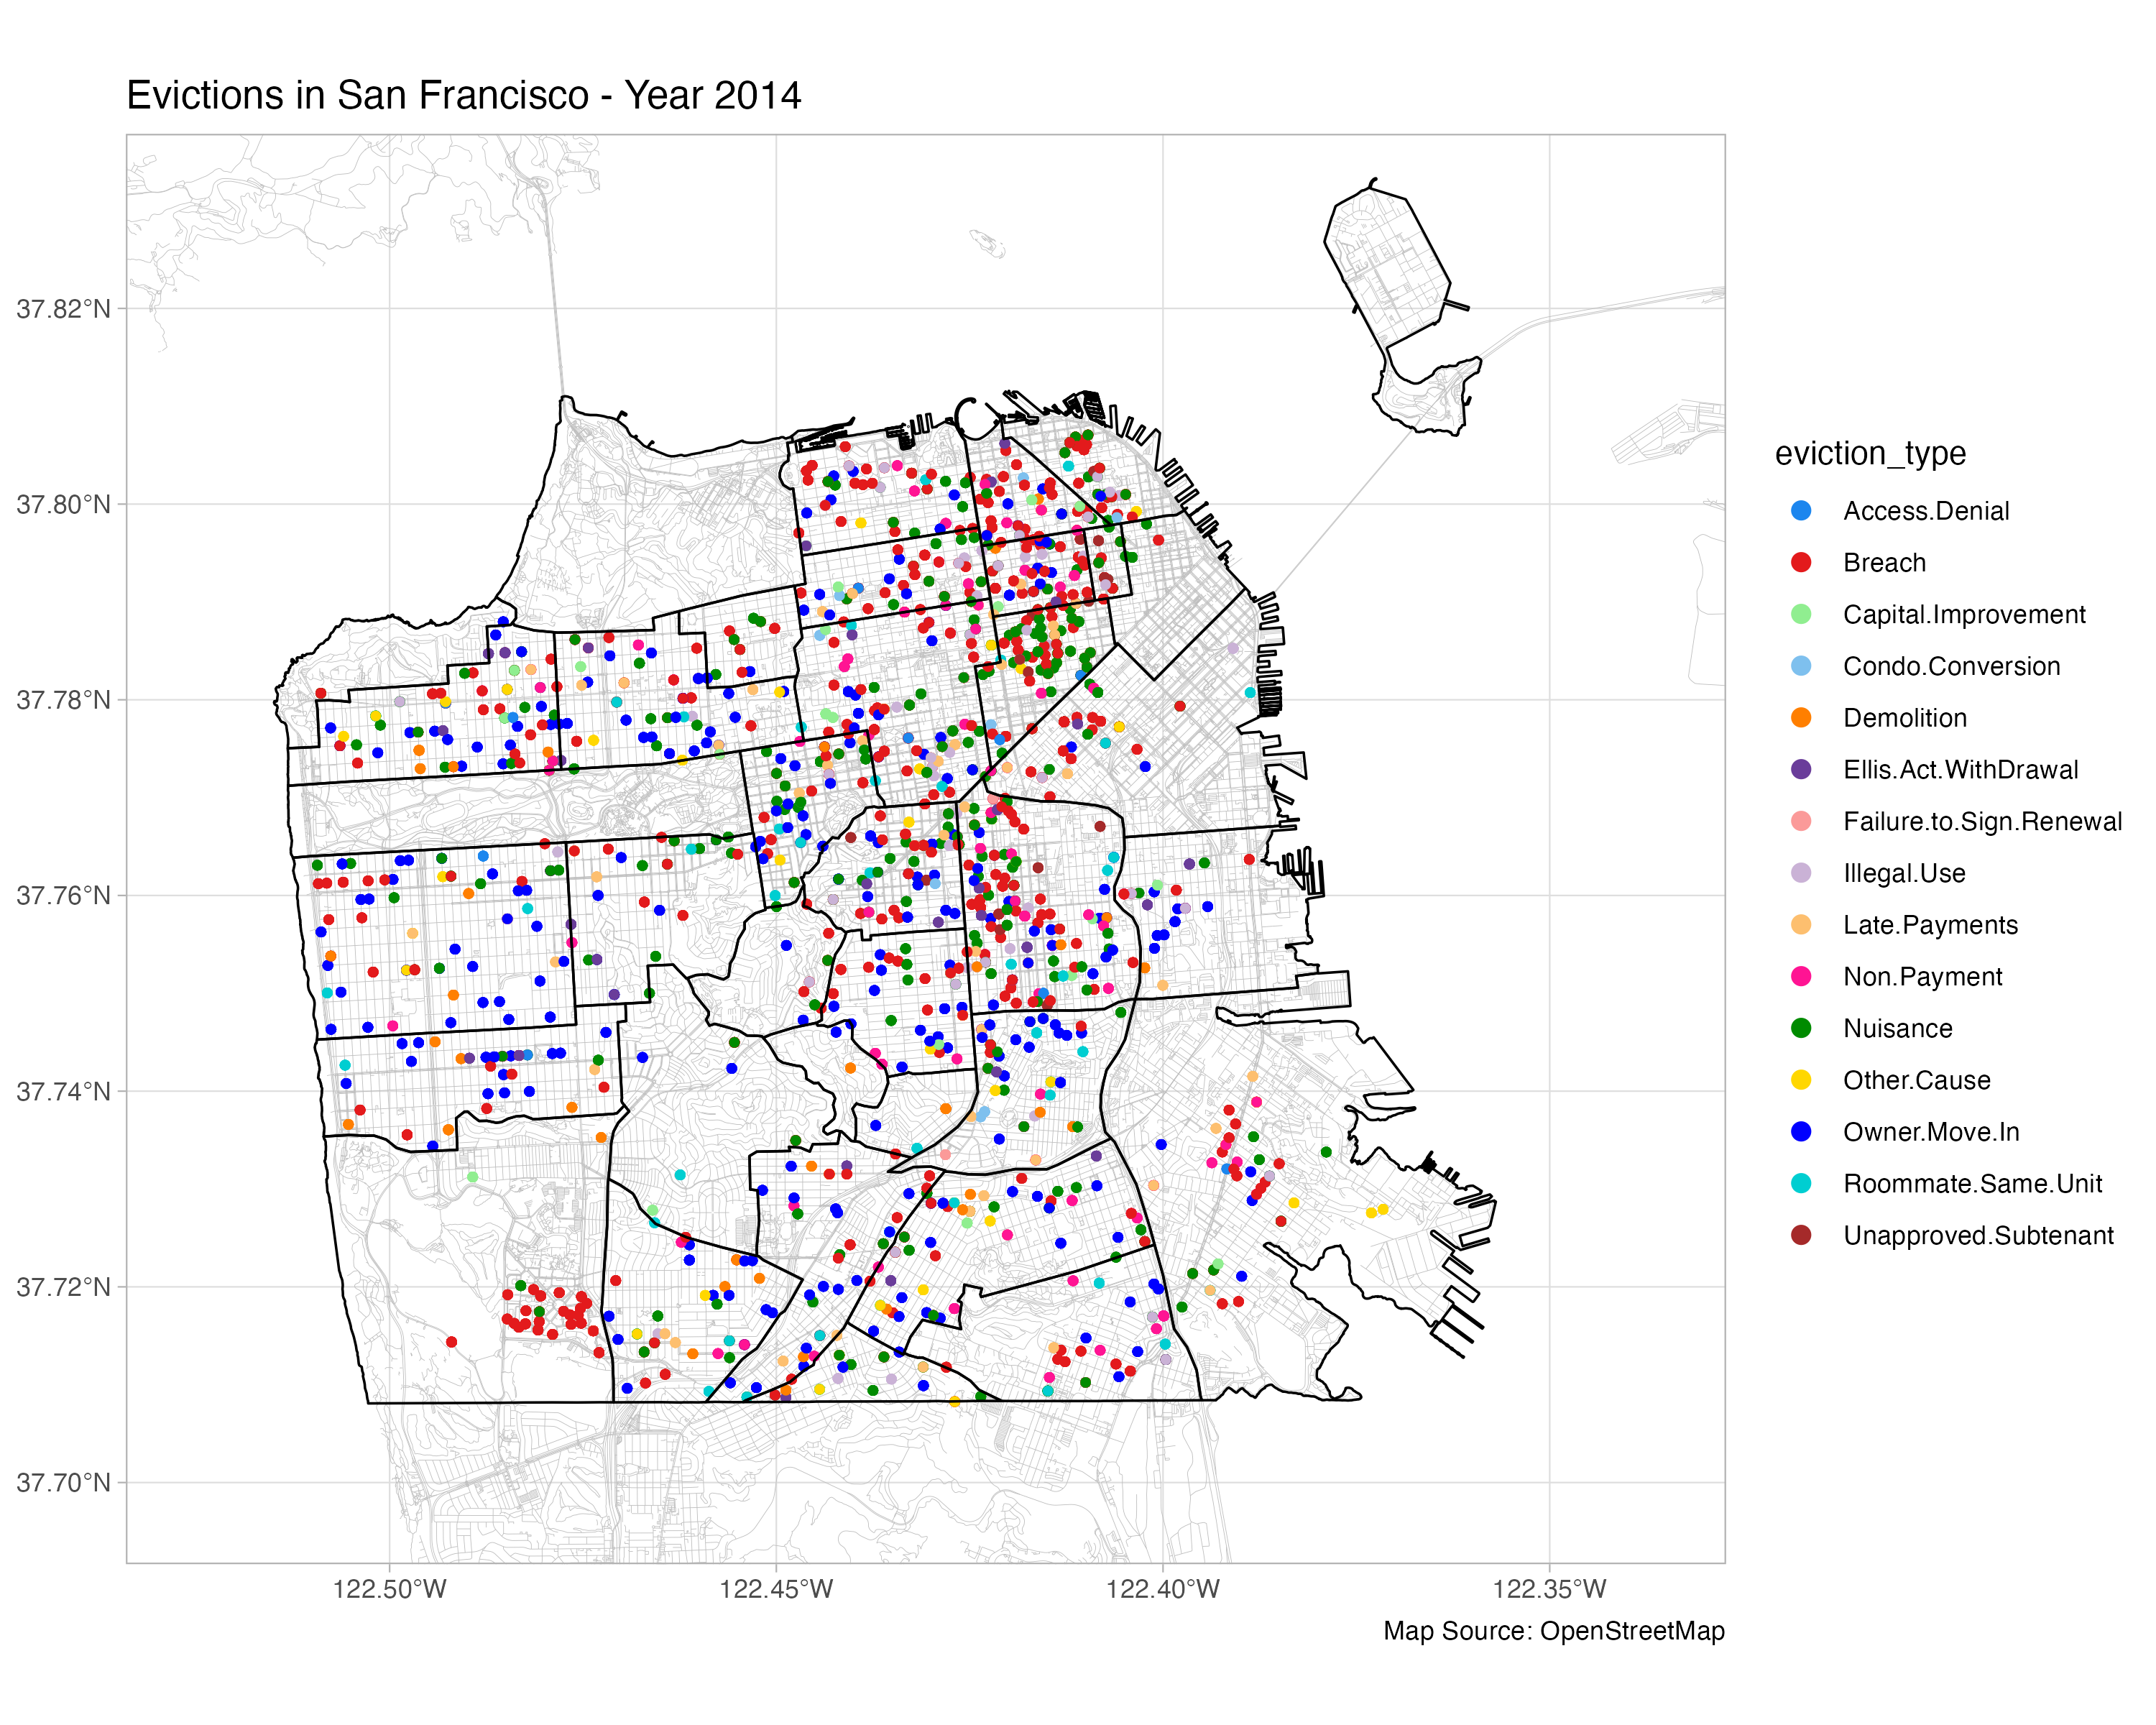 Evictions in San Francisco - Year 2014
37.82°N
37.80°N
37.78°N
37.76°N
37.74°N
37.72°N
37.70°N
122.50°W
122.45°W
122.40°W
122.35°W
Map Source: OpenStreetMap
eviction_type
Access.Denial
Breach
Capital.Improvement
Condo.Conversion
Demolition
Ellis.Act.WithDrawal
Failure.to.Sign.Renewal
Illegal.Use
Late.Payments
Non.Payment
Nuisance
Other.Cause
Owner.Move.In
Roommate.Same.Unit
Unapproved.Subtenant